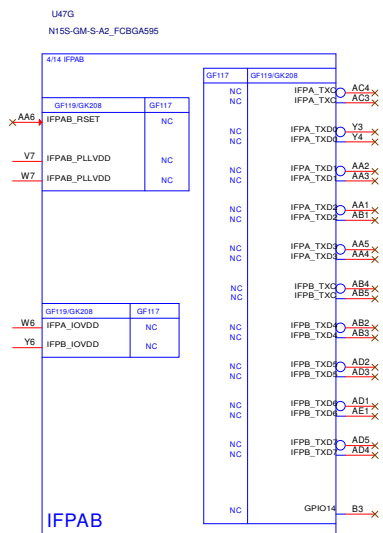 U47G
N15S-GM-S-A2_FCBGA595
4/14 IFPAB
GF117 GF119/GK208
NC IFPA_TXC AC4
NC IFPA_TXC AC3
GF119/GK208 GF117
AA6 IFPAB_RSET NC
NC IFPA_TXD0 Y3
NC IFPA_TXD0 Y4
V7 IFPAB_PLLVDD NC
W7 IFPAB_PLLVDD NC
NC IFPA_TXD1 AA2
NC IFPA_TXD1 AA3
NC IFPA_TXD2 AA1
NC IFPA_TXD2 AB1
NC IFPA_TXD3 AA5
NC IFPA_TXD3 AA4
NC IFPB_TXC AB4
NC IFPB_TXC AB5
GF119/GK208 GF117
W6 IFPA_IOVDD NC
Y6 IFPB_IOVDD NC
NC IFPB_TXD4 AB2
NC IFPB_TXD4 AB3
NC IFPB_TXD5 AD2
NC IFPB_TXD5 AD3
NC IFPB_TXD6 AD1
NC IFPB_TXD6 AE1
NC IFPB_TXD7 AD5
NC IFPB_TXD7 AD4
NC GPIO14 B3
IFPAB